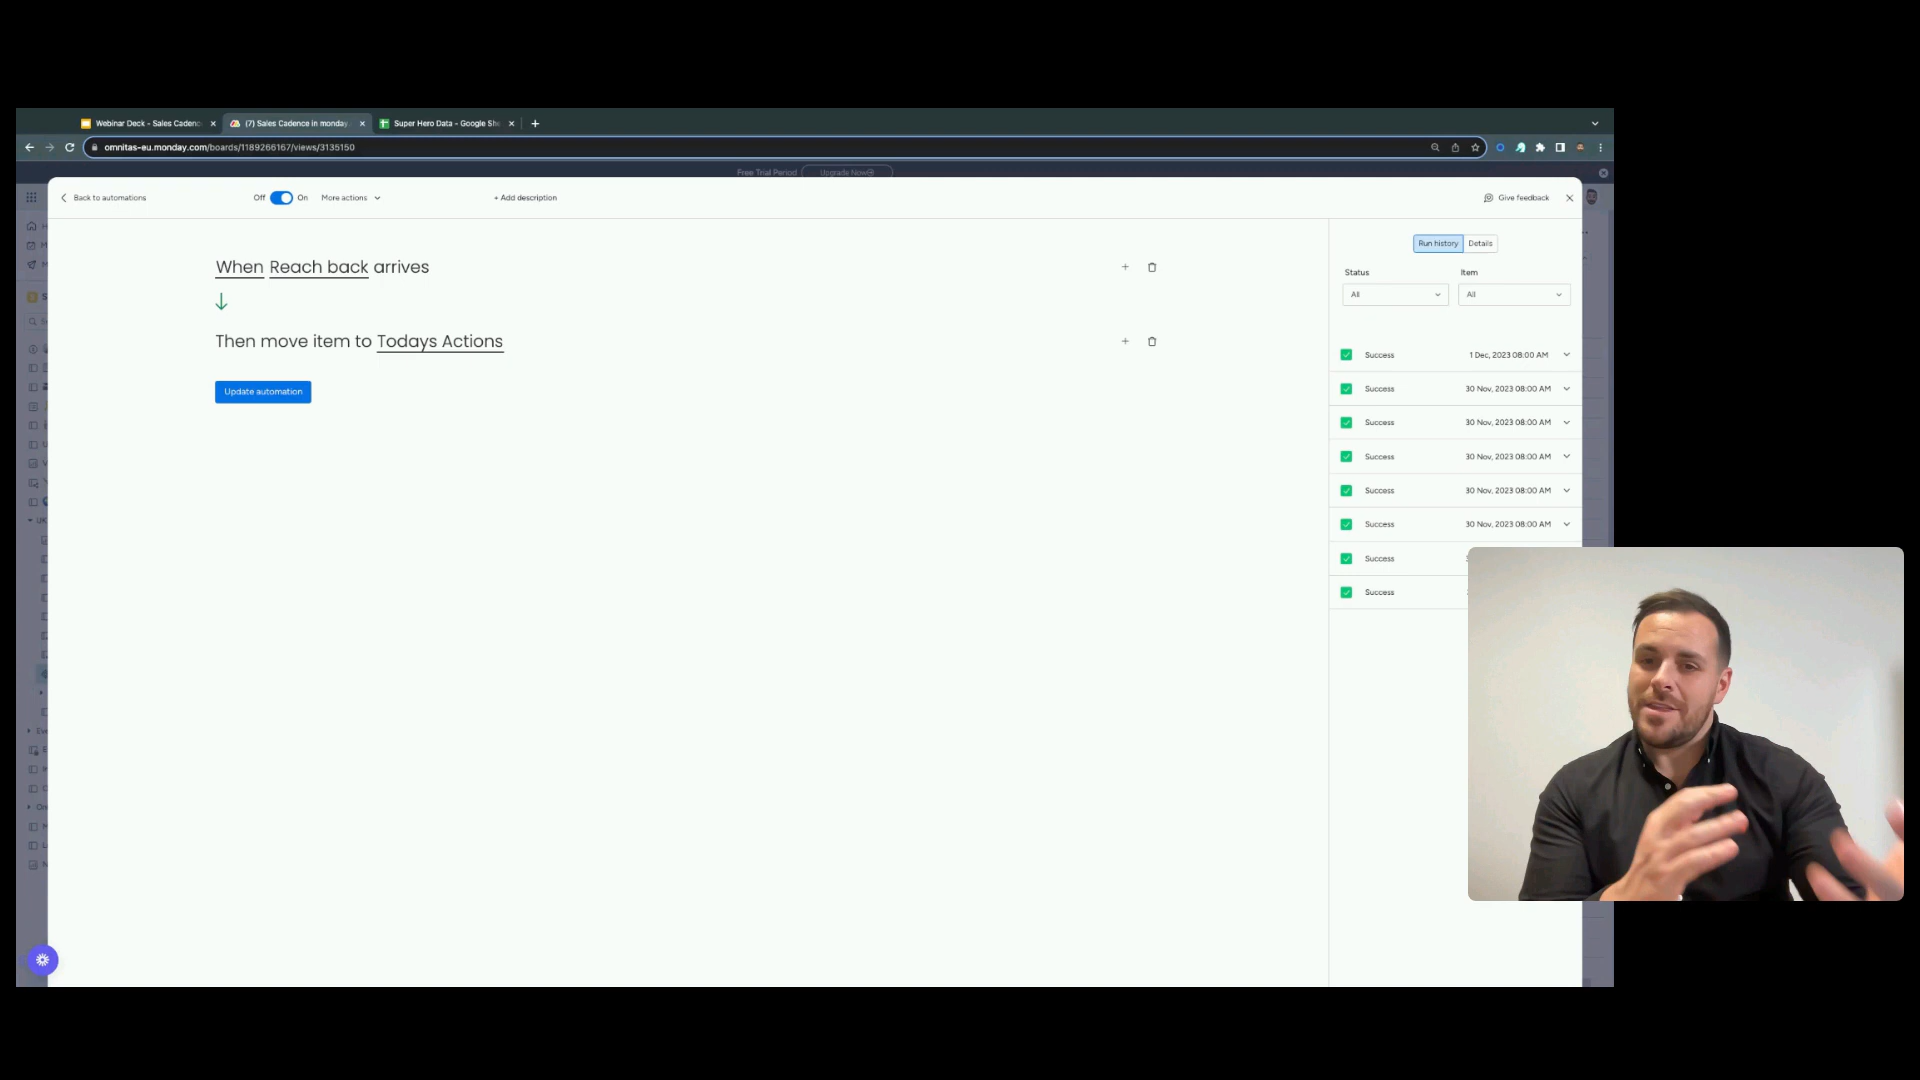 Webinar Deck - Sales Cadenc
(7) Sales Cadence in monday
Super Hero Data - Google She
omnitas-eu.monday.com/boards/1189266167/views/3135150
Free Trial Period
Upgrade Now
Back to automations
Off
On
More actions
+ Add description
Give feedback
When Reach back arrives
Then move item to Todays Actions
Update automation
Run history
Details
Status
Item
All
All
Success 1 Dec, 2023 08:00 AM
Success 30 Nov, 2023 08:00 AM
Success 30 Nov, 2023 08:00 AM
Success 30 Nov, 2023 08:00 AM
Success 30 Nov, 2023 08:00 AM
Success 30 Nov, 2023 08:00 AM
Success
Success